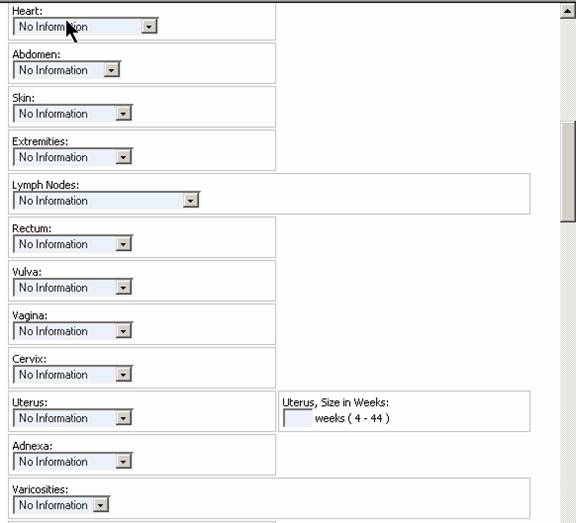 Heart:
No Information
Abdomen:
No Information
Skin:
No Information
Extremities:
No Information
Lymph Nodes:
No Information
Rectum:
No Information
Vulva:
No Information
Vagina:
No Information
Cervix:
No Information
Uterus: Uterus, Size in Weeks:
No Information weeks ( 4 - 44 )
Adnexa:
No Information
Varicosities:
No Information